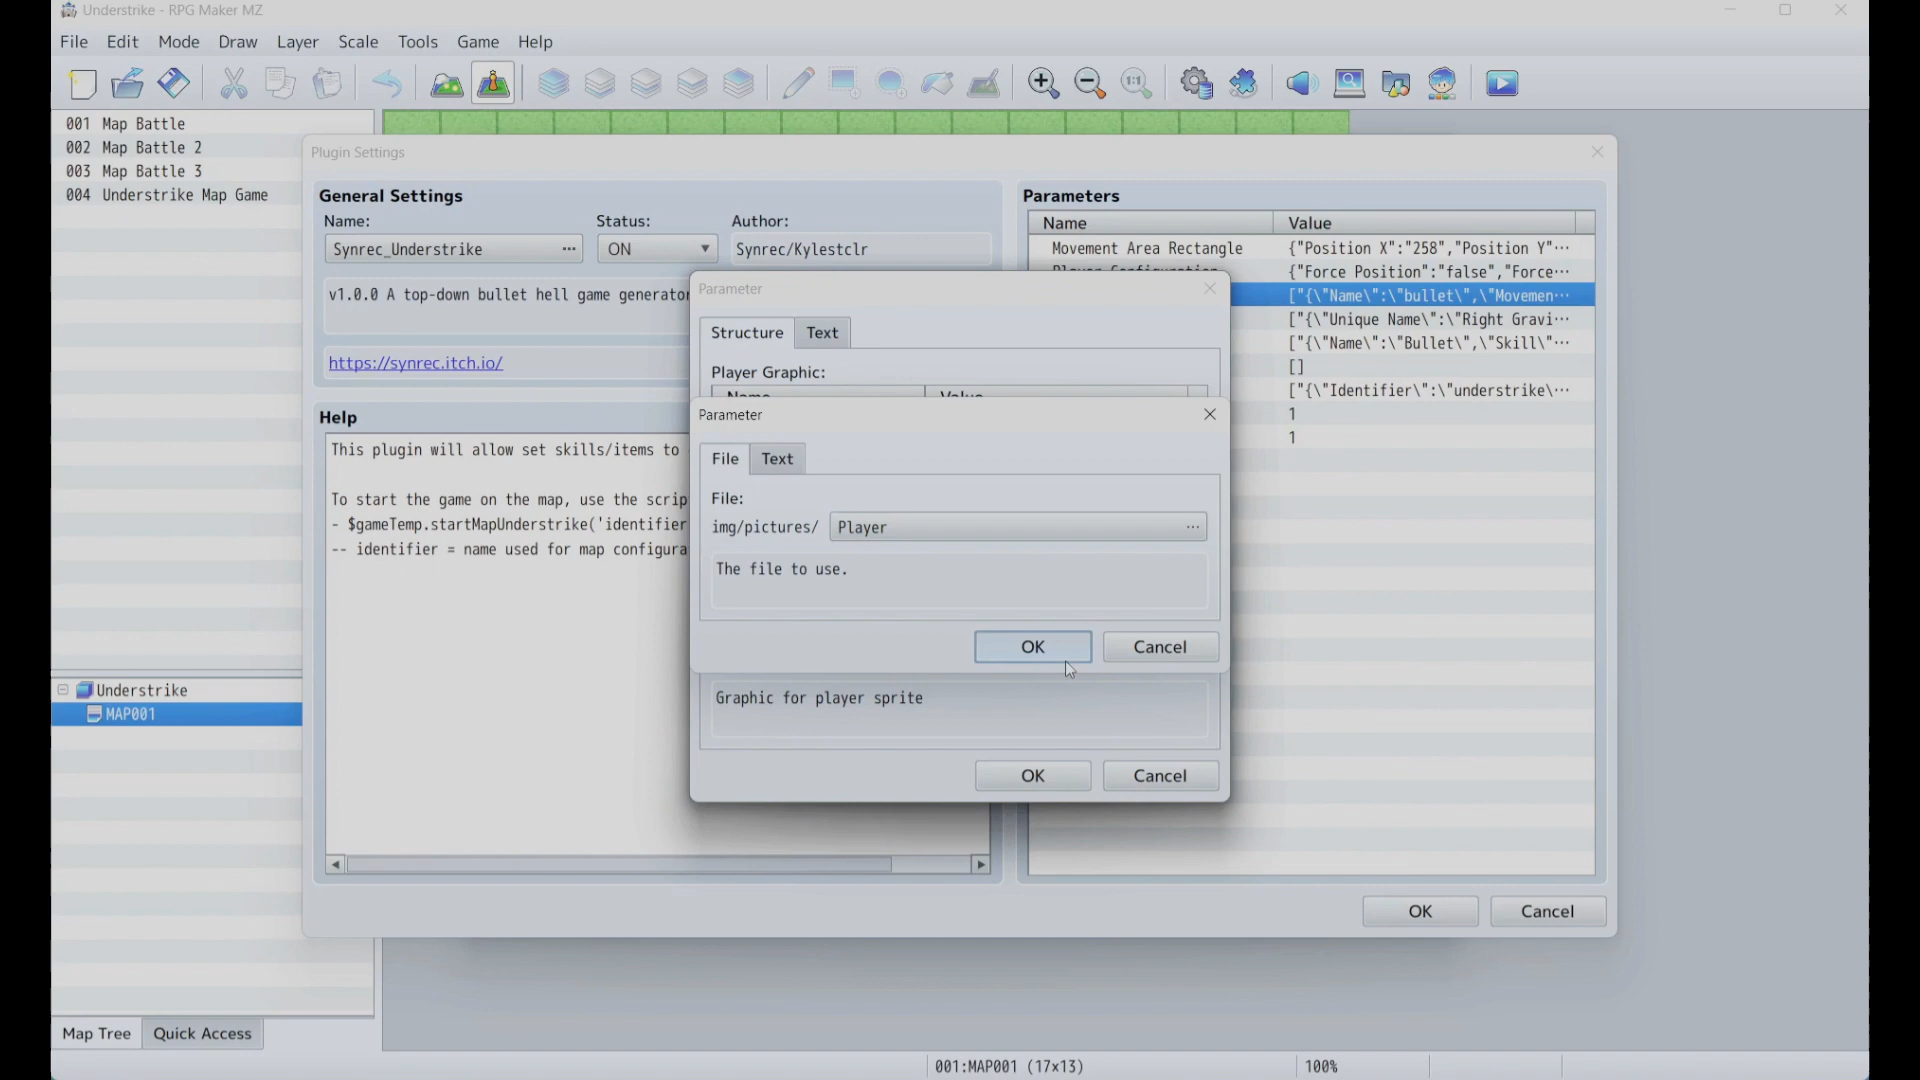 Understrike - RPG Maker MZ
File Edit Mode Draw Layer Scale Tools Game Help
1:1
001 Map Battle
002 Map Battle 2
003 Map Battle 3
004 Understrike Map Game
Plugin Settings
General Settings
Name: Status: Author:
Synrec_Understrike ... ON Synrec/Kylestclr
v1.0.0 A top-down bullet hell game generator
https://synrec.itch.io/
Help
This plugin will allow set skills/items to
To start the game on the map, use the scrip
- $gameTemp.startMapUnderstrike('identifier
-- identifier = name used for map configura
Parameters
Name Value
Movement Area Rectangle {"Position X":"258","Position Y"…
Player Configuration {"Force Position":"false","Force…
["{\"Name\":\"bullet\",\"Movemen…
["{\"Unique Name\":\"Right Gravi…
["{\"Name\":\"Bullet\",\"Skill\"…
[]
["{\"Identifier\":\"understrike\…
1
1
Parameter
Structure Text
Player Graphic:
Name Value
Parameter
File Text
File:
img/pictures/ Player ...
The file to use.
OK Cancel
Graphic for player sprite
OK Cancel
OK Cancel
Understrike
MAP001
Map Tree Quick Access
001:MAP001 (17x13) 100%